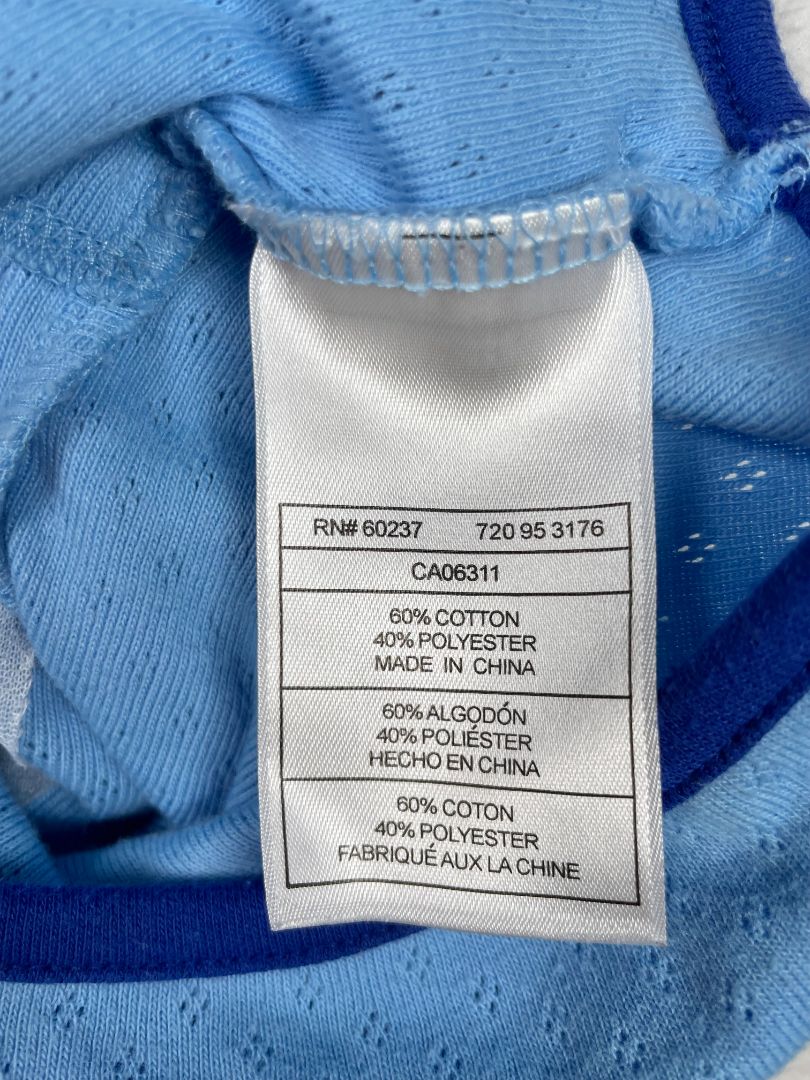 RN# 60237 720 95 3176
CA06311
60% COTTON
40% POLYESTER
MADE IN CHINA
60% ALGODÓN
40% POLIÉSTER
HECHO EN CHINA
60% COTON
40% POLYESTER
FABRIQUÉ AUX LA CHINE